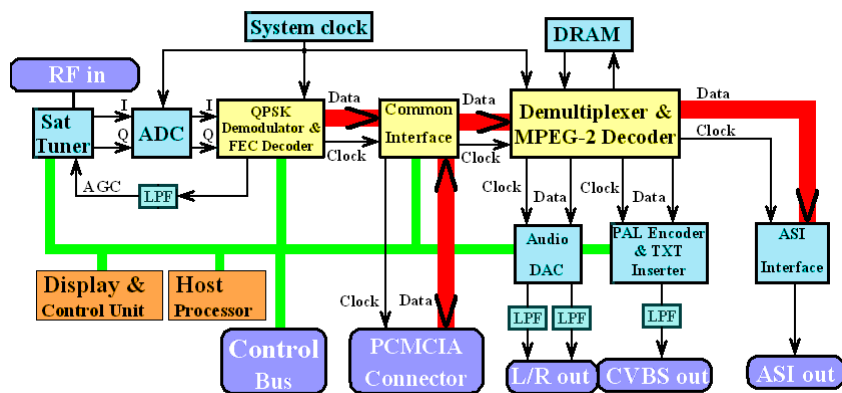 System clock
DRAM
RF in
Data
I
I
QPSK
Data
Common
Data
Demultiplexer &
Sat
ADC
Demodulator &
Interface
MPEG-2 Decoder
Clock
Tuner
Q
Q
FEC Decoder
Clock
Clock
AGC
LPF
Clock
Data
Clock
Data
Audio
DAC
PAL Encoder
& TXT
Inserter
ASI
Interface
Display &
Control Unit
Host
Processor
Clock
Data
LPF
LPF
LPF
Control
Bus
PCMCIA
Connector
L/R out
CVBS out
ASI out